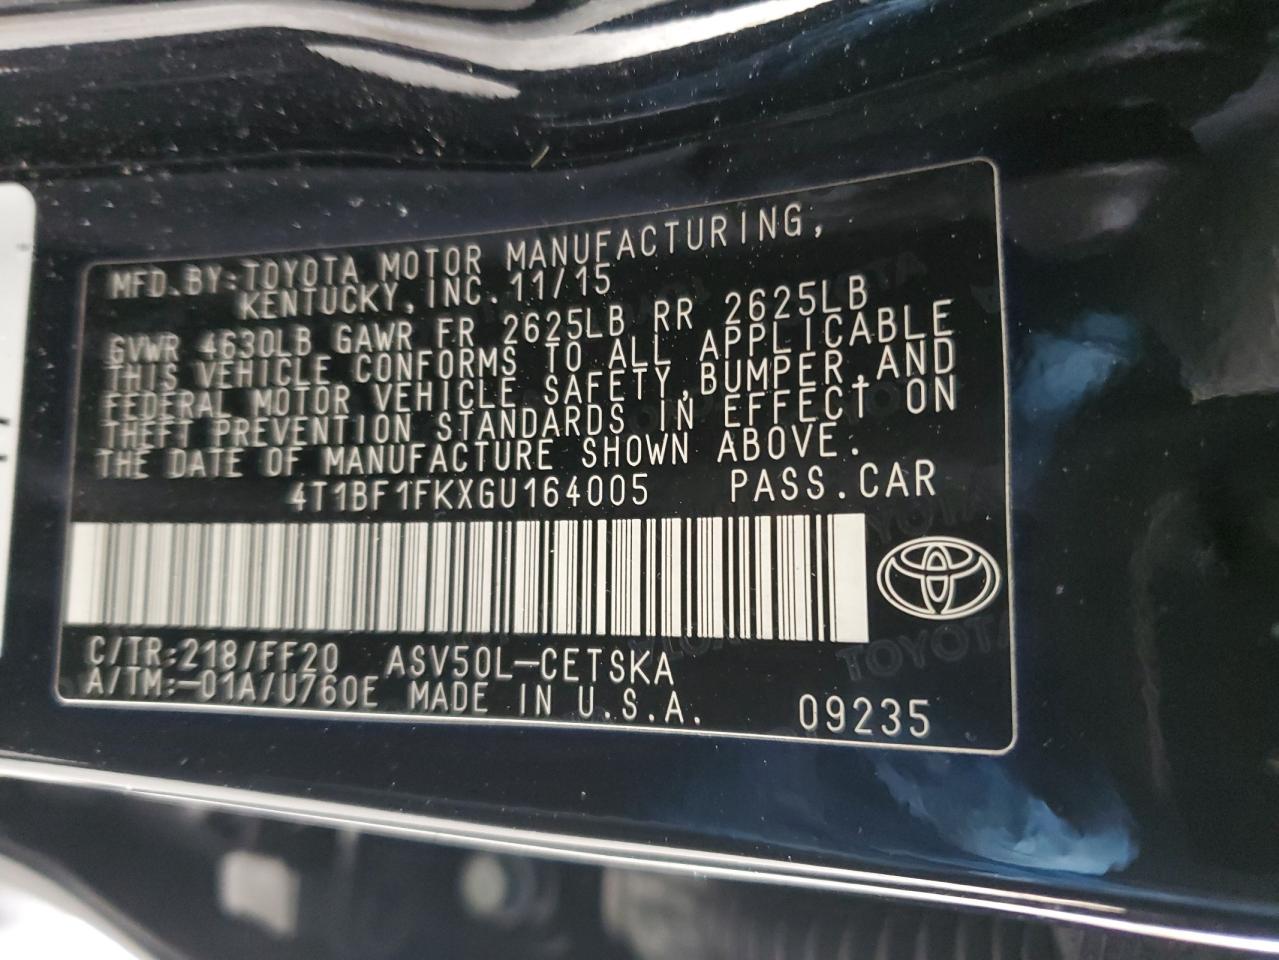 MFD.BY:TOYOTA MOTOR MANUFACTURING,
KENTUCKY,INC. 11/15
GVWR 4630LB GAWR FR 2625LB RR 2625LB
THIS VEHICLE CONFORMS TO ALL APPLICABLE
FEDERAL MOTOR VEHICLE SAFETY,BUMPER,AND
THEFT PREVENTION STANDARDS IN EFFECT ON
THE DATE OF MANUFACTURE SHOWN ABOVE.
4T1BF1FKXGU164005 PASS.CAR
C/TR:218/FF20 ASV50L-CETSKA
A/TM:-01A/U760E MADE IN U.S.A.
TOYOTA
09235